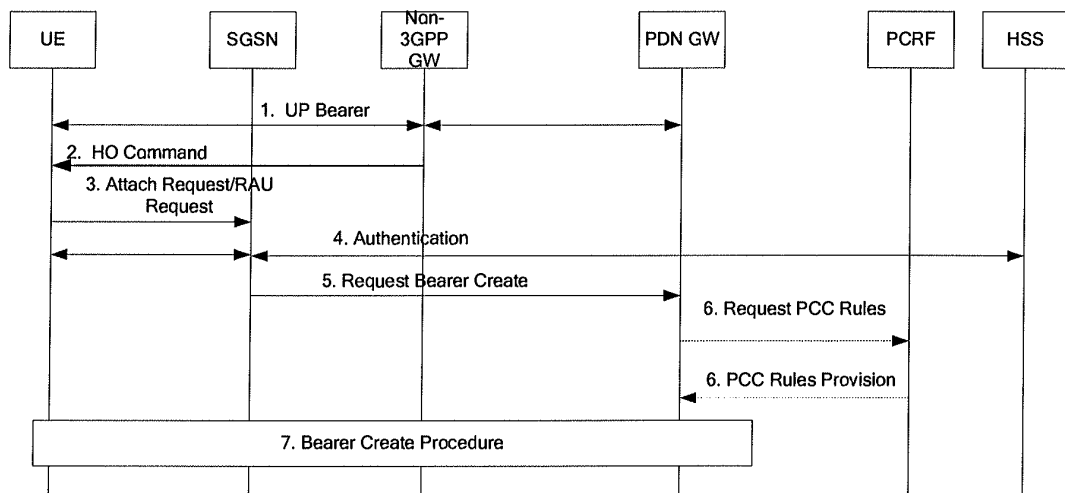 UE
SGSN
Non-
3GPP
GW
PDN GW
PCRF
HSS
1. UP Bearer
2. HO Command
3. Attach Request/RAU
Request
4. Authentication
5. Request Bearer Create
6. Request PCC Rules
6. PCC Rules Provision
7. Bearer Create Procedure